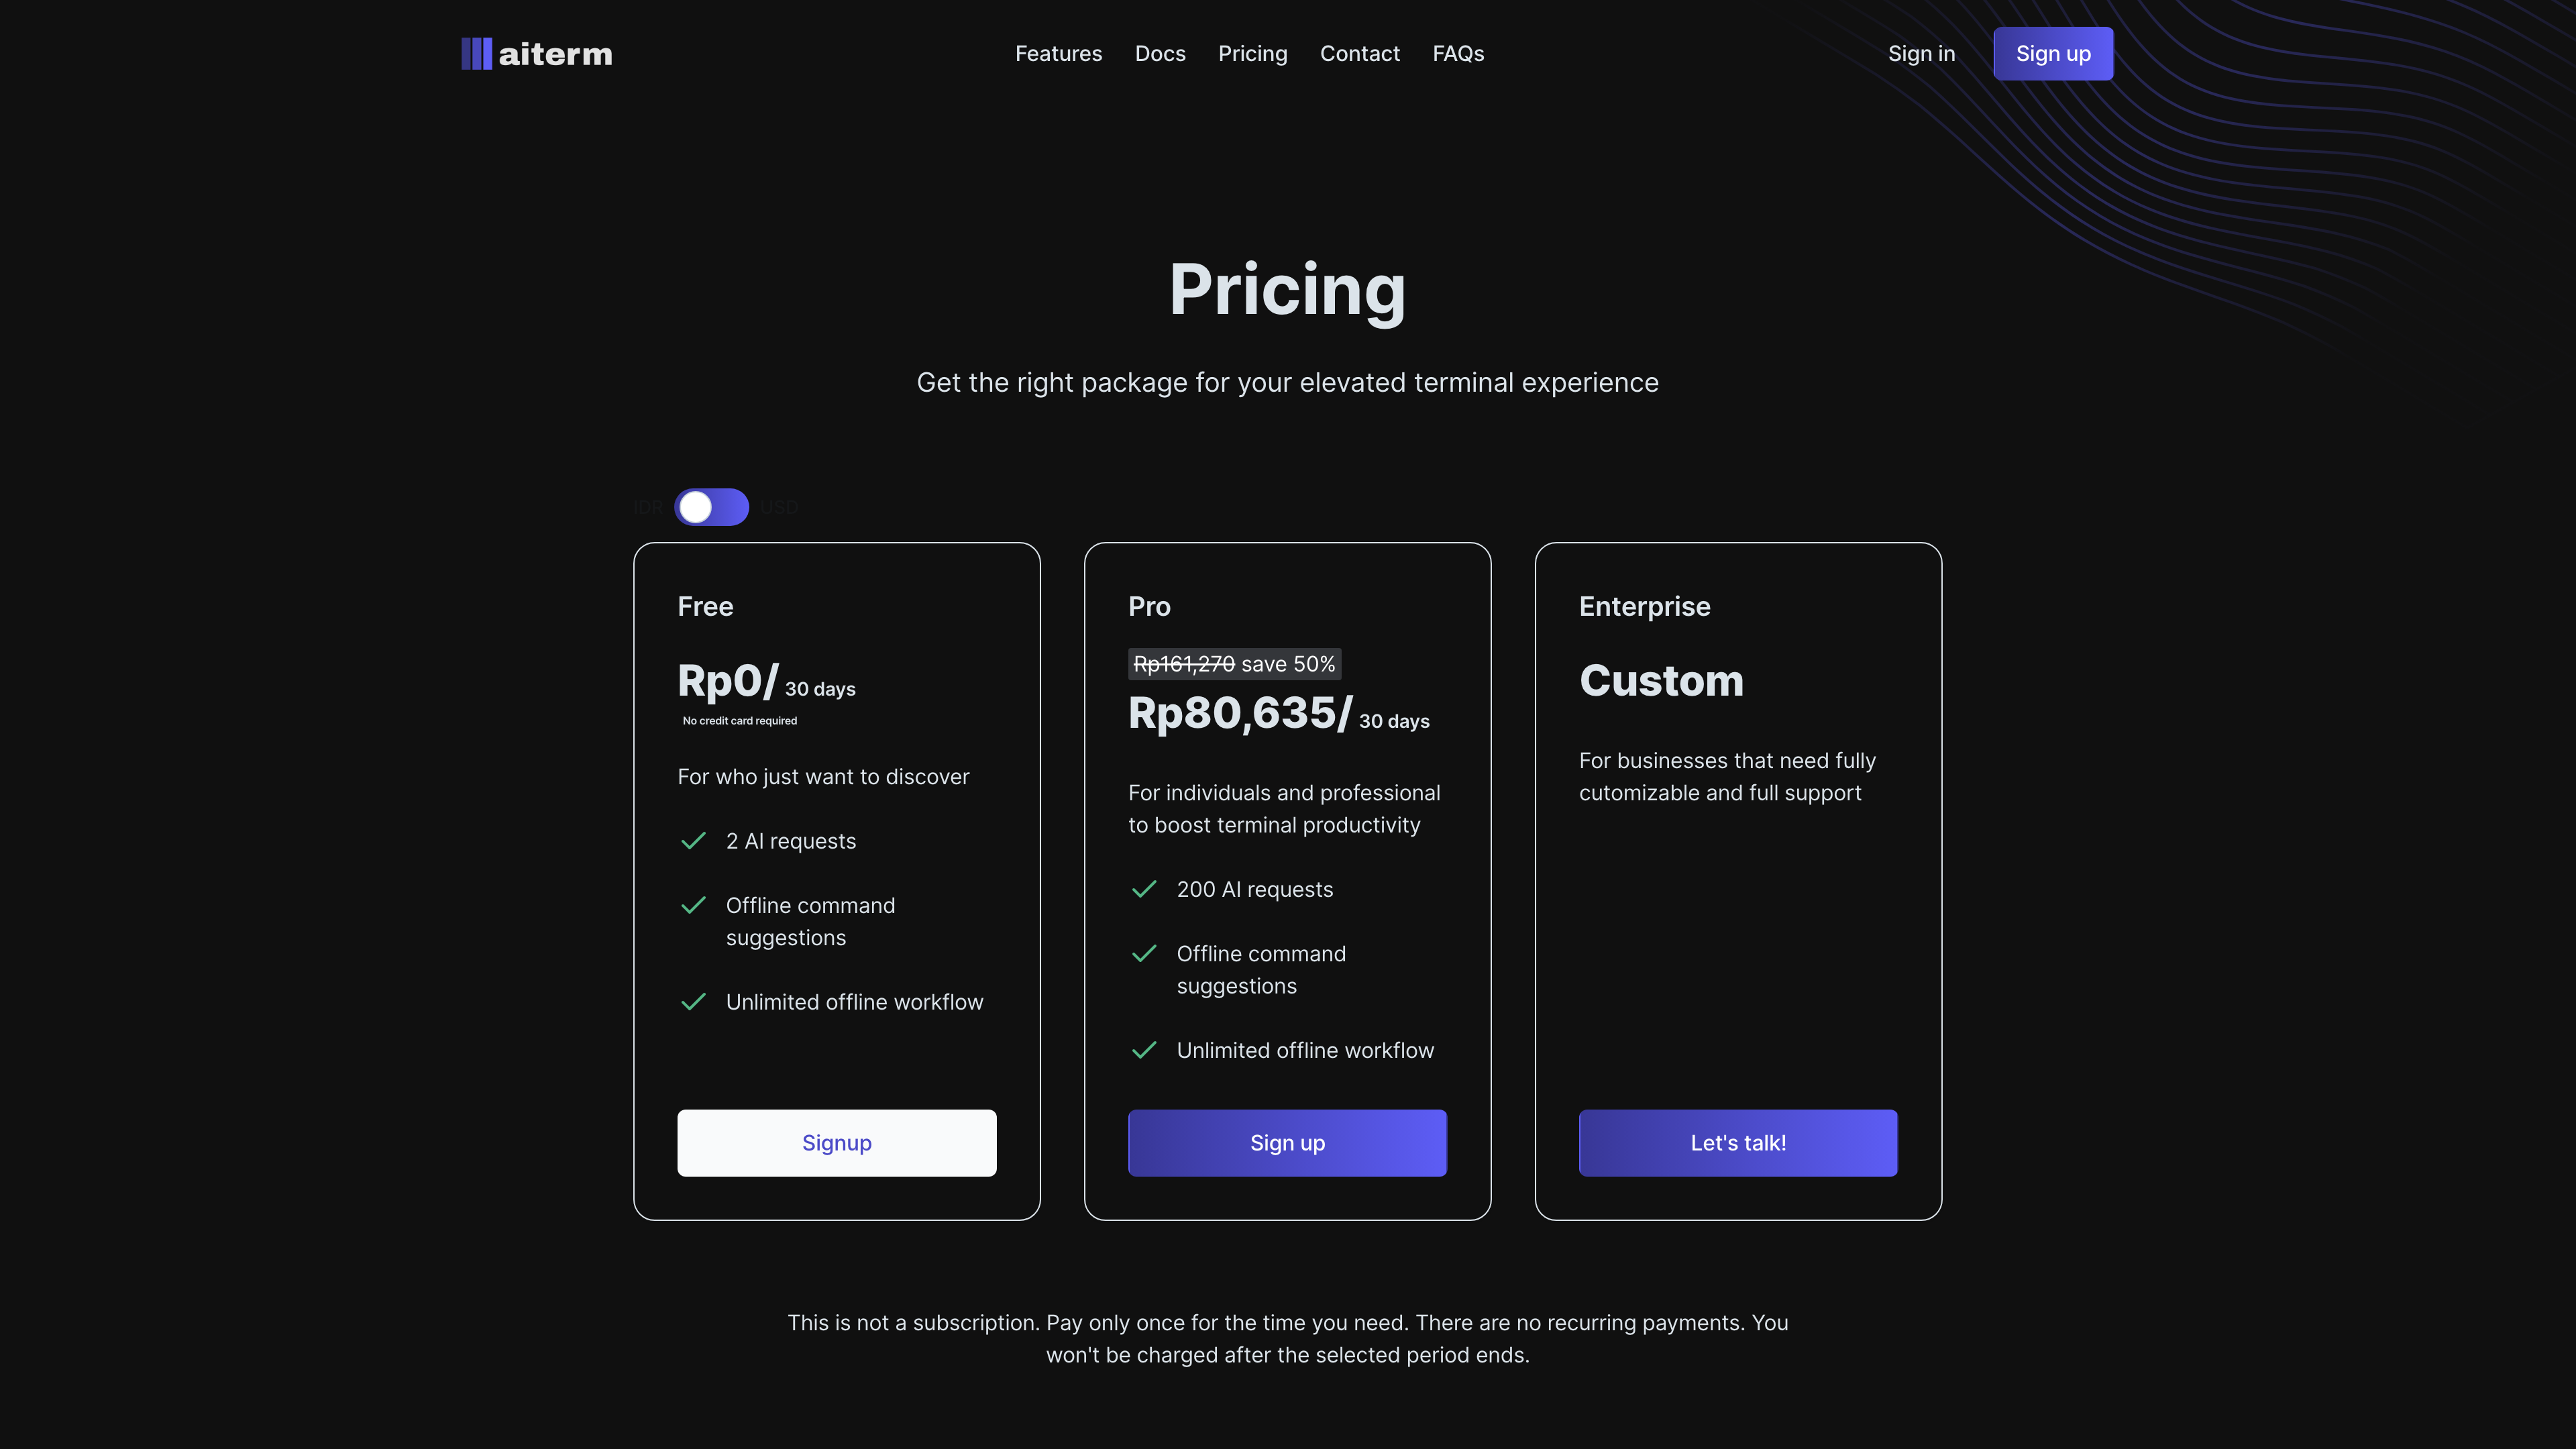 aiterm
Features Docs Pricing Contact FAQs
Sign in Sign up
Pricing
Get the right package for your elevated terminal experience
IDR USD
Free
Rp0/ 30 days
No credit card required
For who just want to discover
2 AI requests
Offline command
suggestions
Unlimited offline workflow
Signup
Pro
Rp161,270 save 50%
Rp80,635/ 30 days
For individuals and professional
to boost terminal productivity
200 AI requests
Offline command
suggestions
Unlimited offline workflow
Sign up
Enterprise
Custom
For businesses that need fully
cutomizable and full support
Let's talk!
This is not a subscription. Pay only once for the time you need. There are no recurring payments. You
won't be charged after the selected period ends.